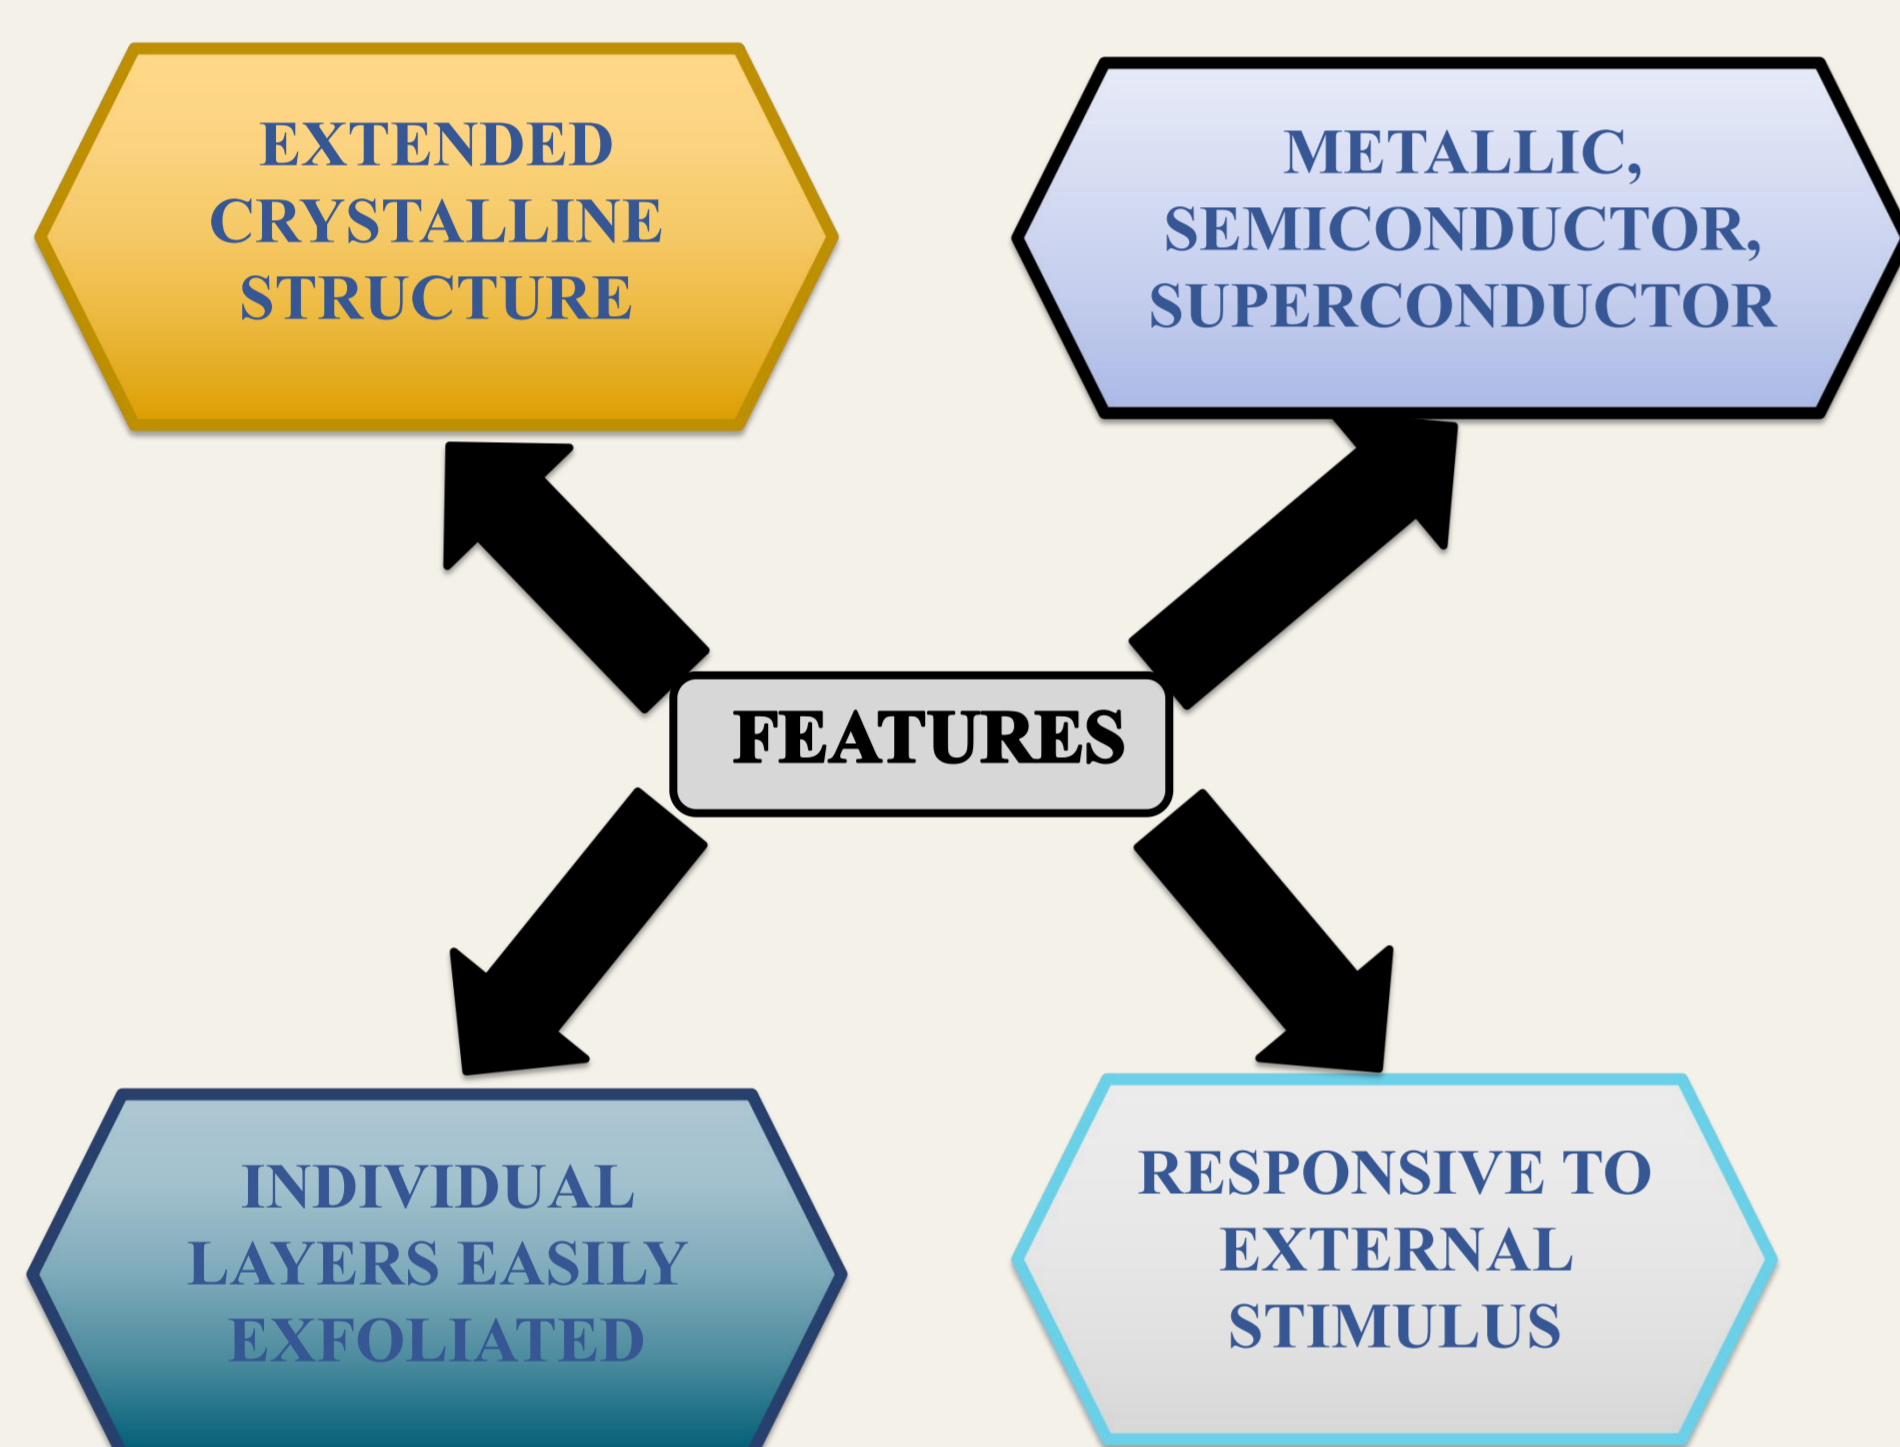 EXTENDED
CRYSTALLINE
STRUCTURE
METALLIC,
SEMICONDUCTOR,
SUPERCONDUCTOR
FEATURES
INDIVIDUAL
LAYERS EASILY
EXFOLIATED
RESPONSIVE TO
EXTERNAL
STIMULUS